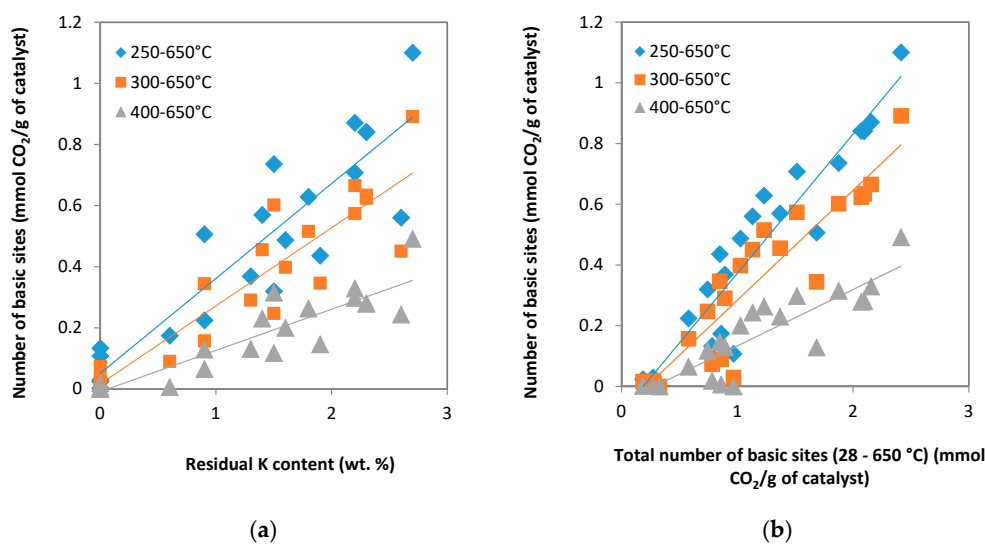 Number of basic sites (mmol CO₂/g of catalyst)
1.2
1
0.8
0.6
0.4
0.2
0
250-650°C
300-650°C
400-650°C
0 1 2 3
Residual K content (wt. %)
(a)
Number of basic sites (mmol CO₂/g of catalyst)
1.2
1
0.8
0.6
0.4
0.2
0
250-650°C
300-650°C
400-650°C
0 1 2 3
Total number of basic sites (28 - 650 °C) (mmol
CO₂/g of catalyst)
(b)